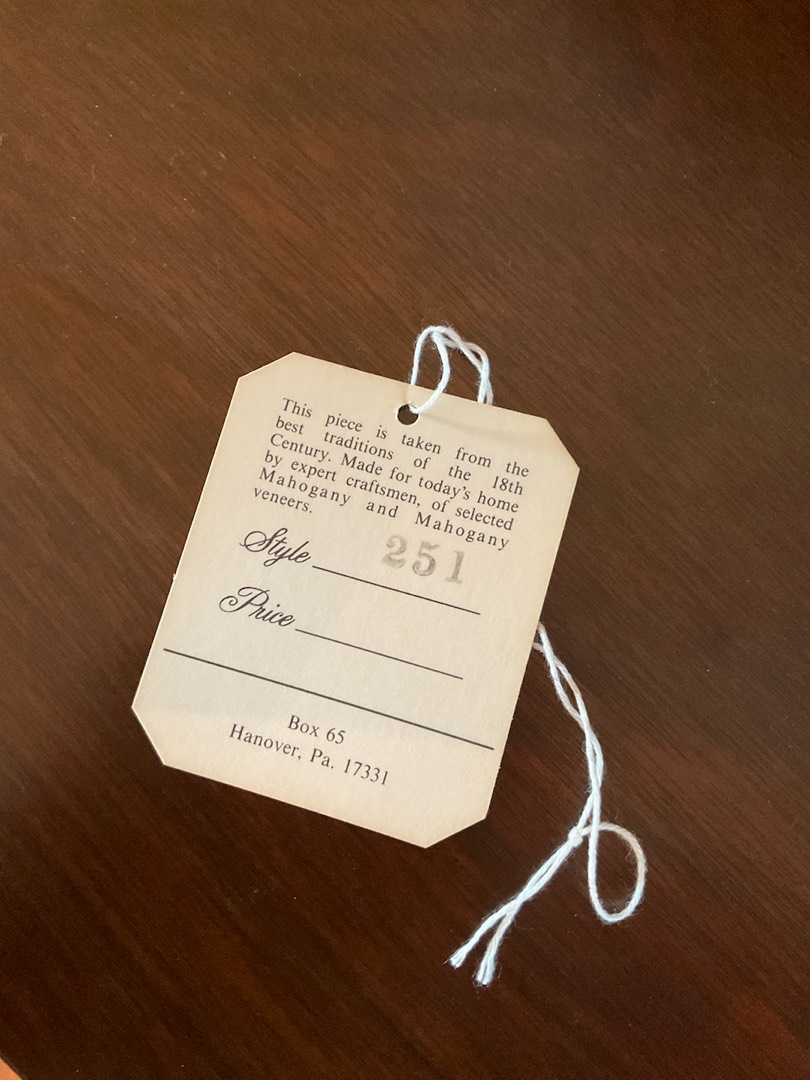 This piece is taken from the
best traditions of the 18th
Century. Made for today's home
by expert craftsmen, of selected
Mahogany and Mahogany
veneers.
Style 251
Price
Box 65
Hanover, Pa. 17331